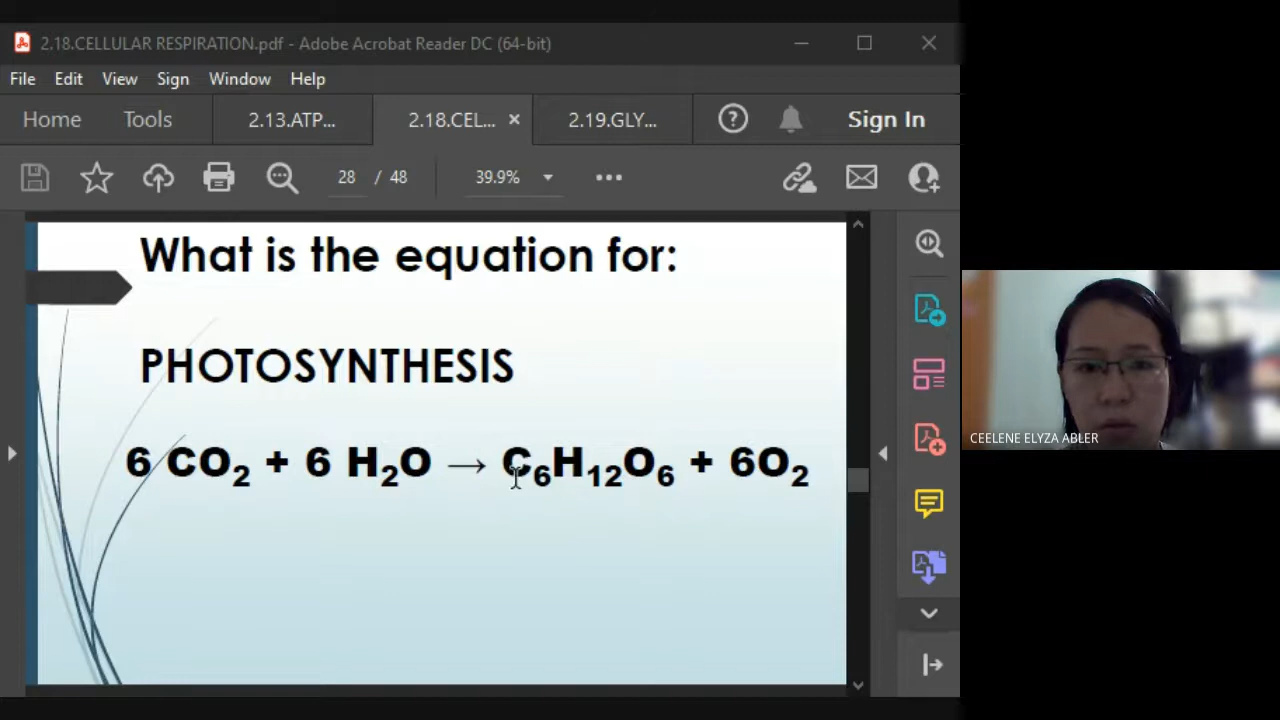 2.18.CELLULAR RESPIRATION.pdf - Adobe Acrobat Reader DC (64-bit)
File Edit View Sign Window Help
Home Tools 2.13.ATP... 2.18.CEL... × 2.19.GLY... ? Sign In
28 / 48 39.9%
What is the equation for:
PHOTOSYNTHESIS
6 CO₂ + 6 H₂O → C₆H₁₂O₆ + 6O₂
CEELENE ELYZA ABLER